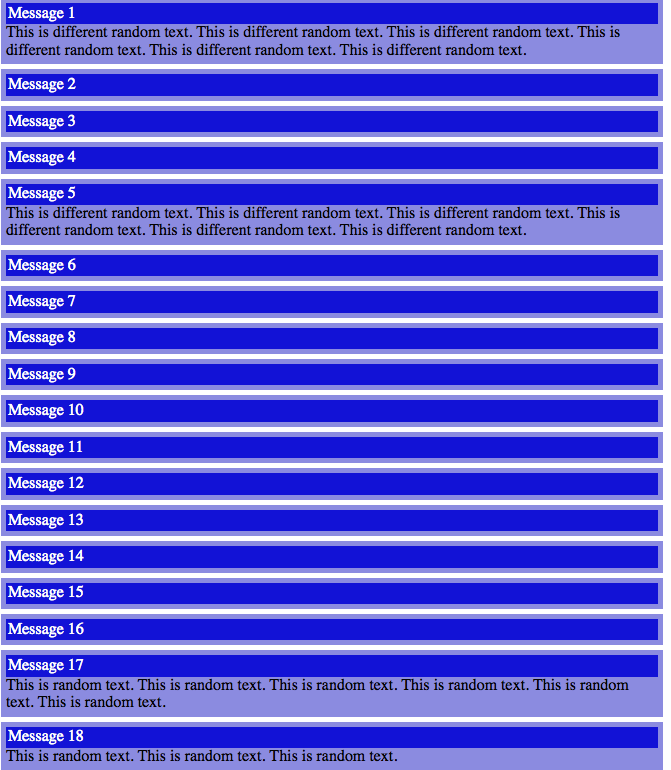 Message 1
This is different random text. This is different random text. This is different random text. This is
different random text. This is different random text. This is different random text.
Message 2
Message 3
Message 4
Message 5
This is different random text. This is different random text. This is different random text. This is
different random text. This is different random text. This is different random text.
Message 6
Message 7
Message 8
Message 9
Message 10
Message 11
Message 12
Message 13
Message 14
Message 15
Message 16
Message 17
This is random text. This is random text. This is random text. This is random text. This is random
text. This is random text.
Message 18
This is random text. This is random text. This is random text.